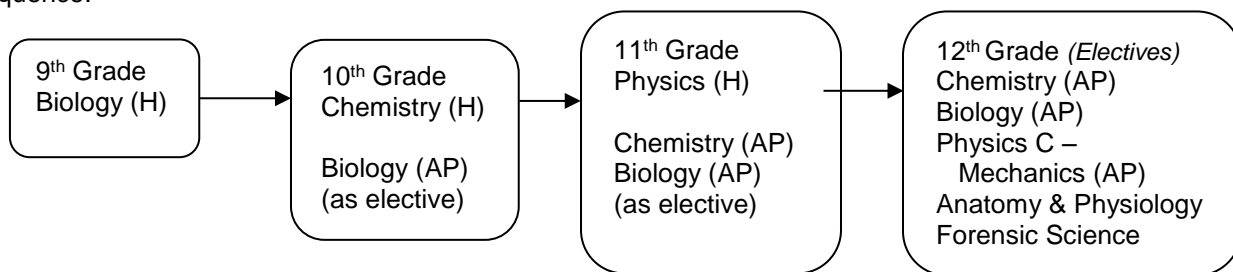 quence.
9th Grade
Biology (H)
10th Grade
Chemistry (H)
Biology (AP)
(as elective)
11th Grade
Physics (H)
Chemistry (AP)
Biology (AP)
(as elective)
12th Grade (Electives)
Chemistry (AP)
Biology (AP)
Physics C –
Mechanics (AP)
Anatomy & Physiology
Forensic Science